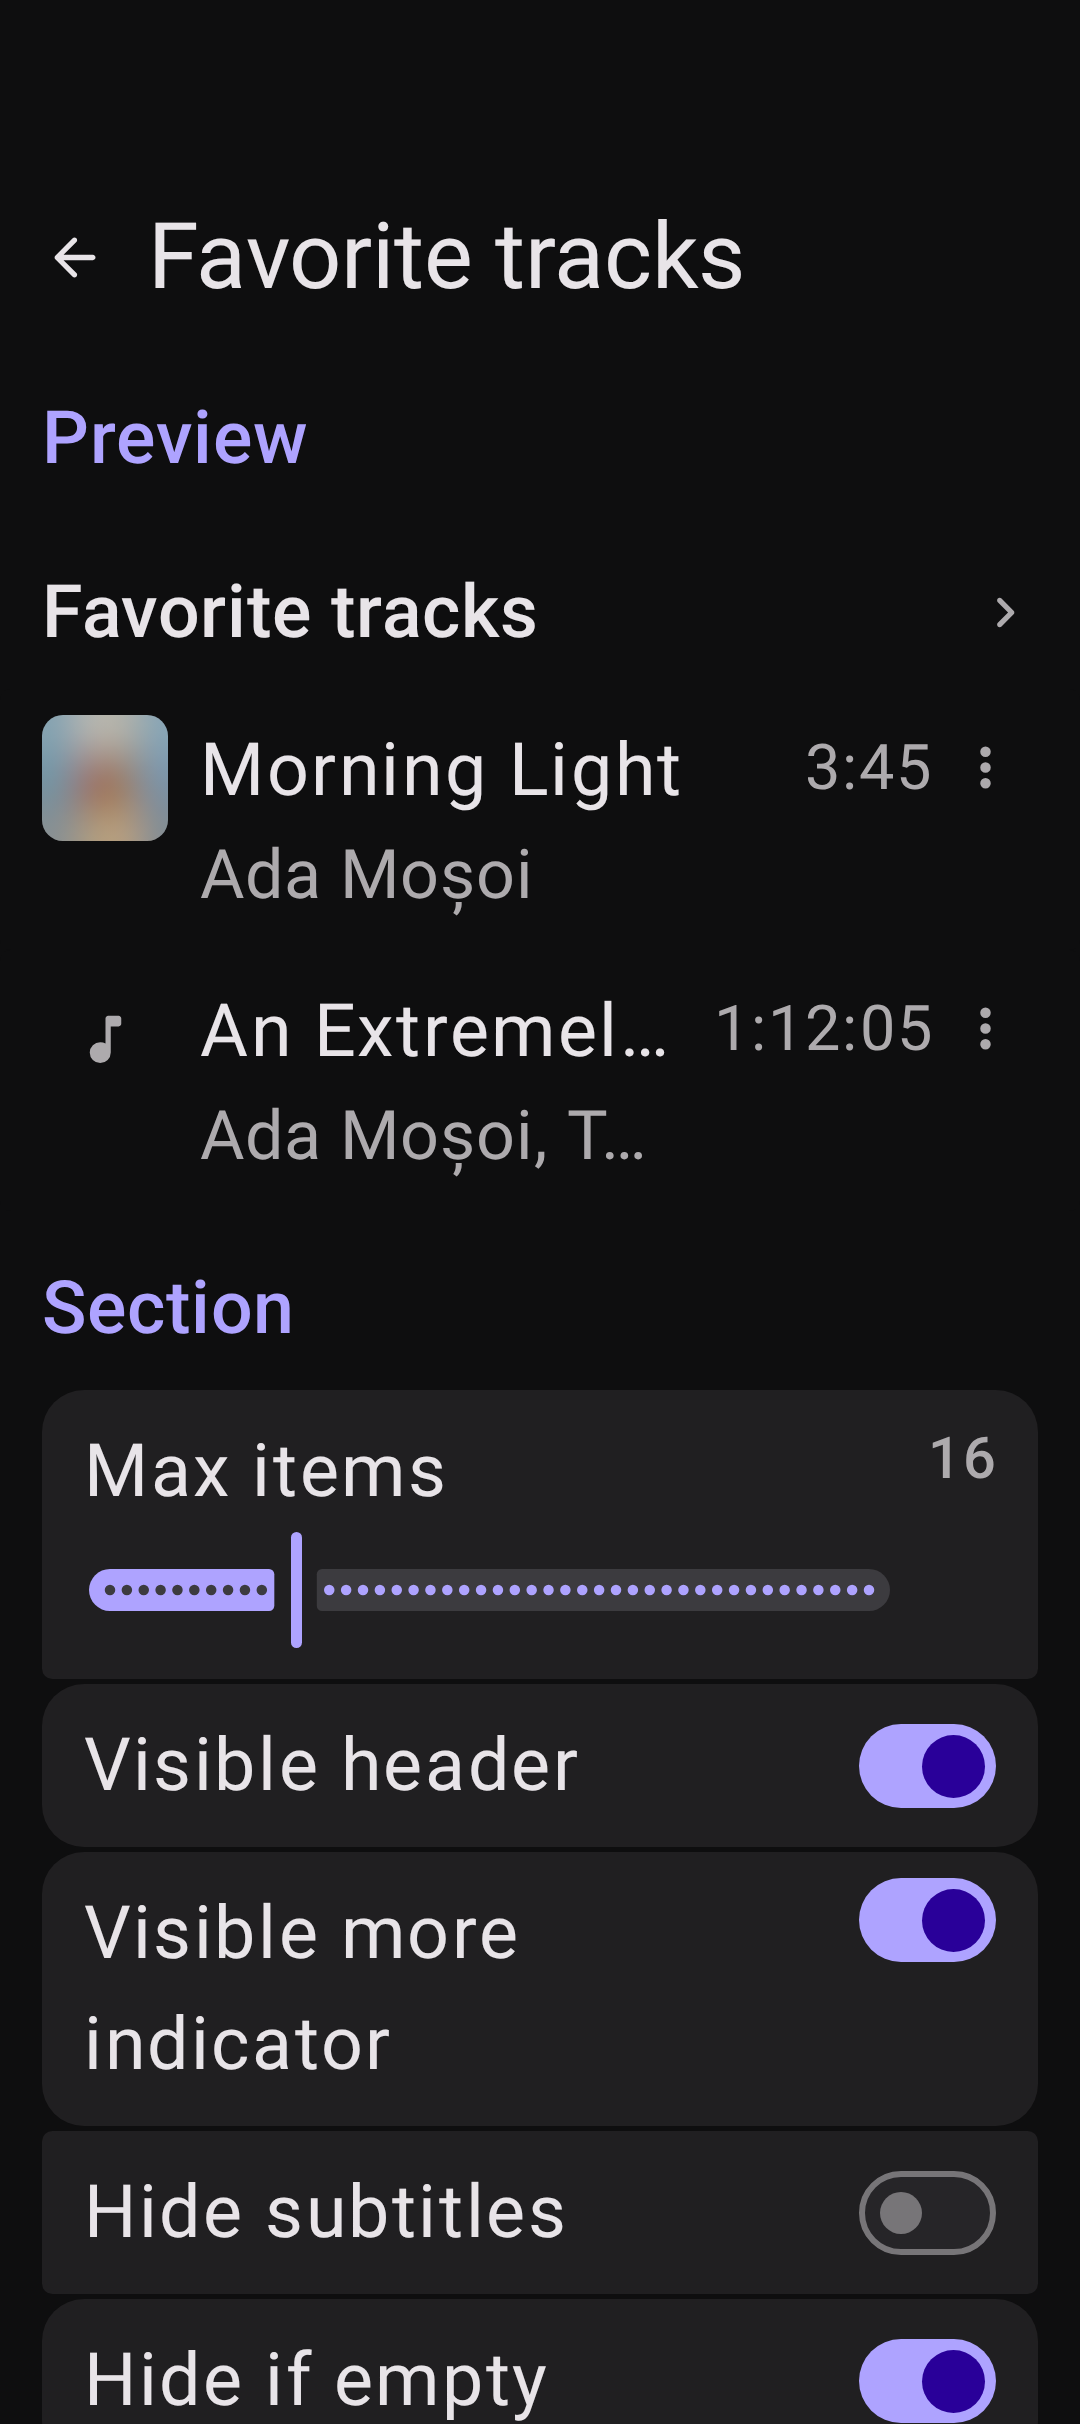 Favorite tracks
Preview
Favorite tracks
Morning Light 3:45
Ada Moșoi
An Extremel… 1:12:05
Ada Moșoi, T…
Section
Max items 16
Visible header
Visible more
indicator
Hide subtitles
Hide if empty